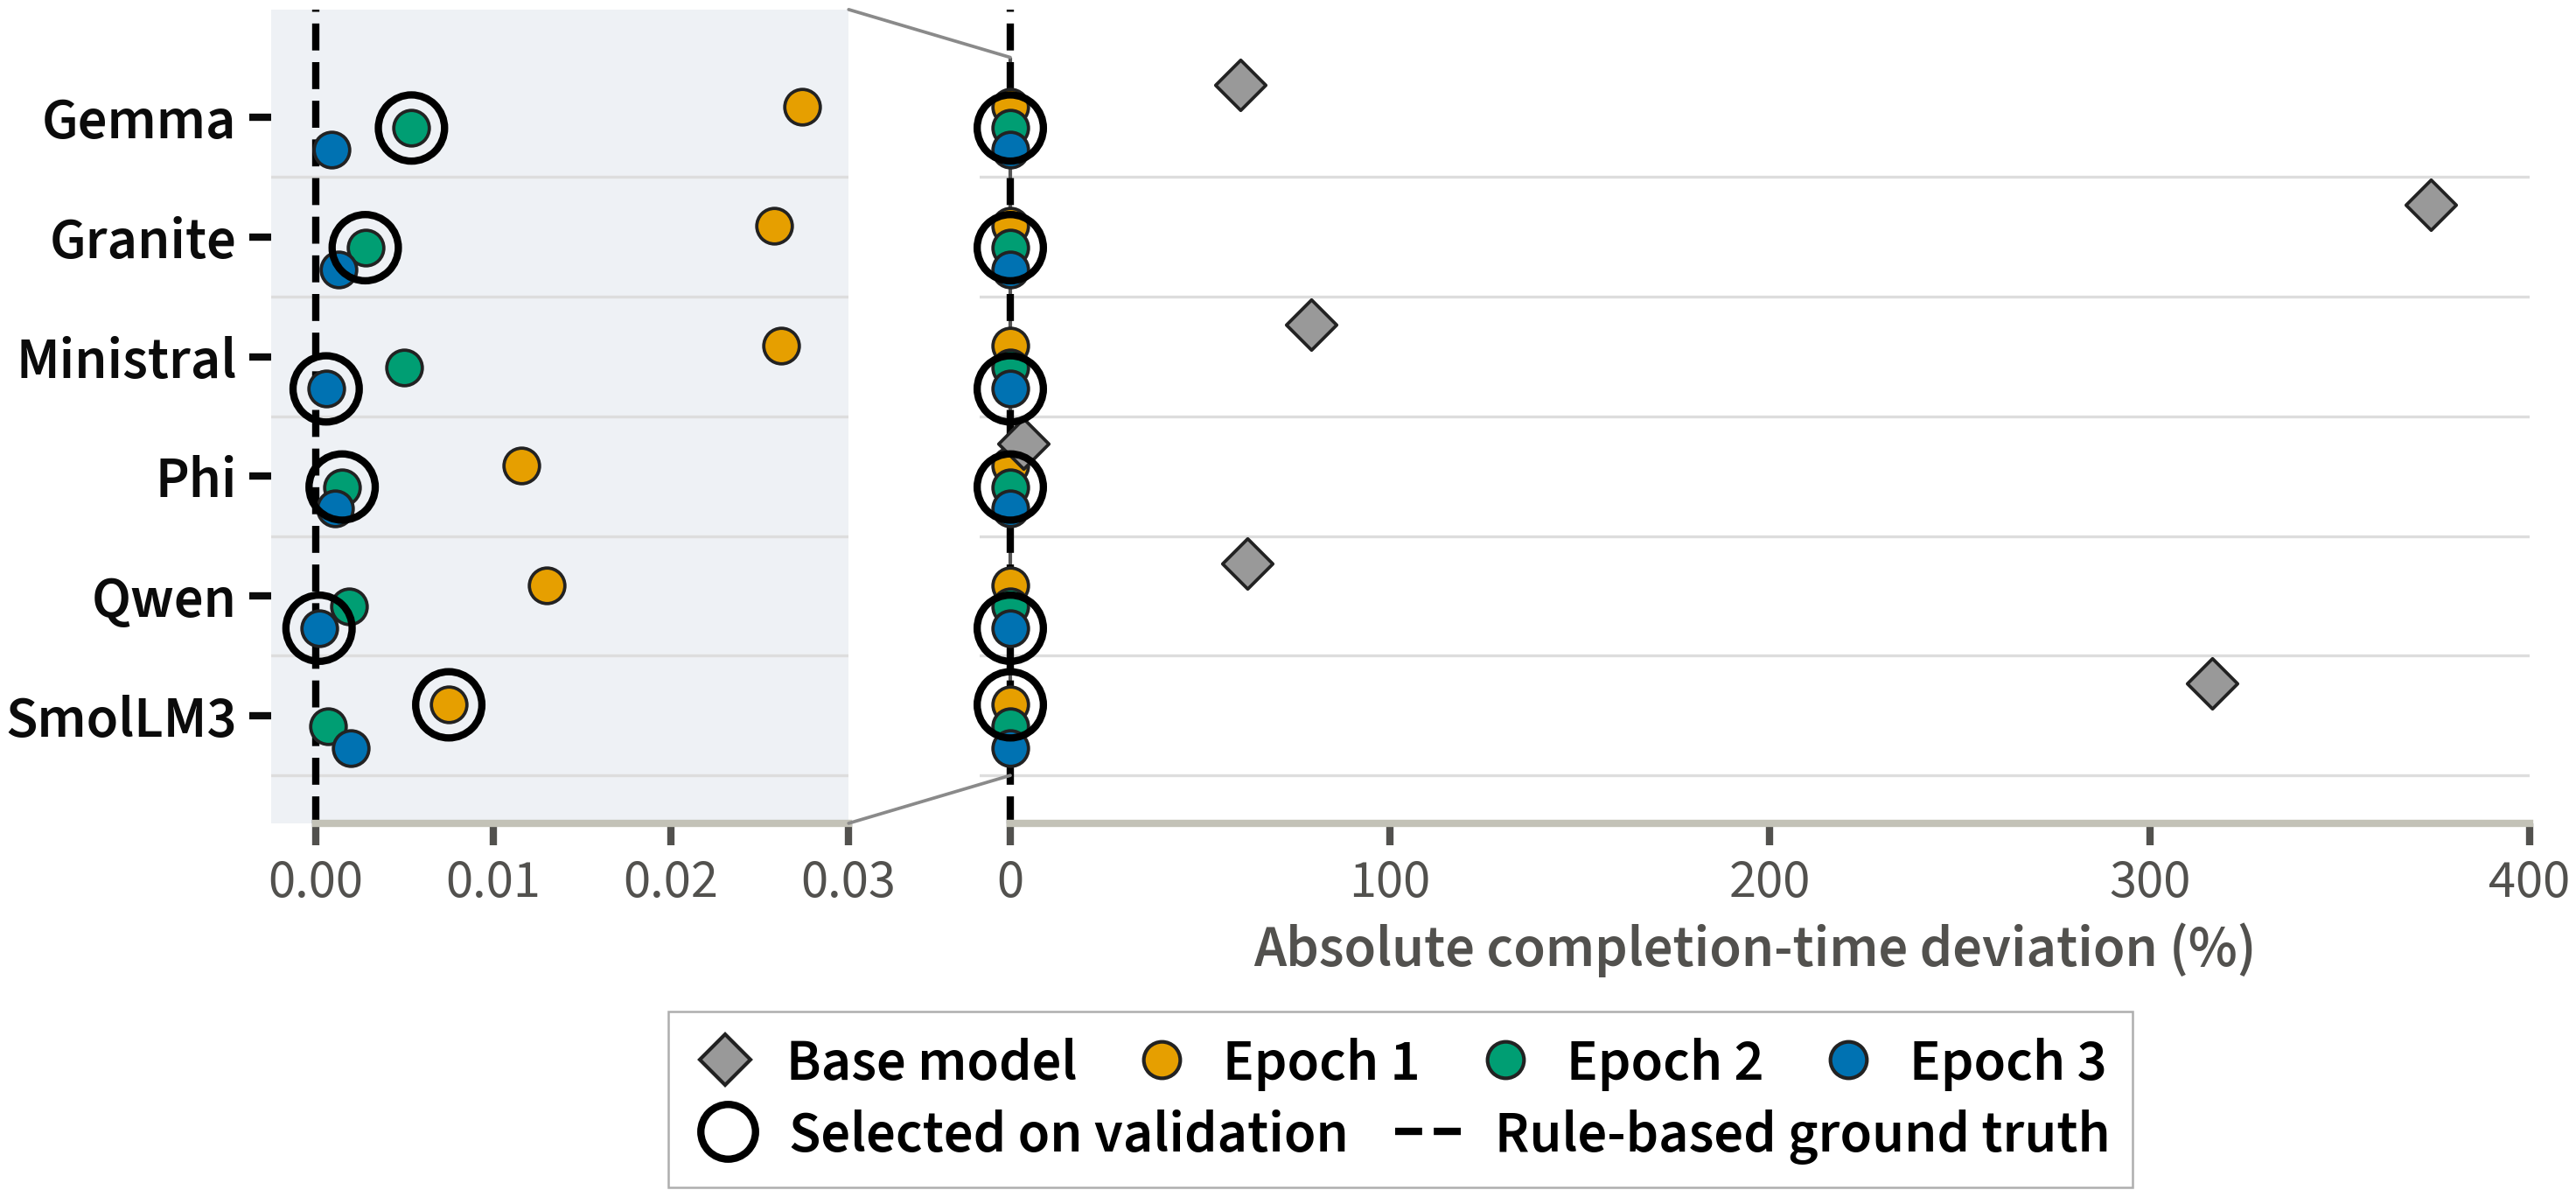 Gemma
Granite
Ministral
Phi
Qwen
SmolLM3
0.00 0.01 0.02 0.03 0 100 200 300 400
Absolute completion-time deviation (%)
Base model Epoch 1 Epoch 2 Epoch 3
Selected on validation Rule-based ground truth